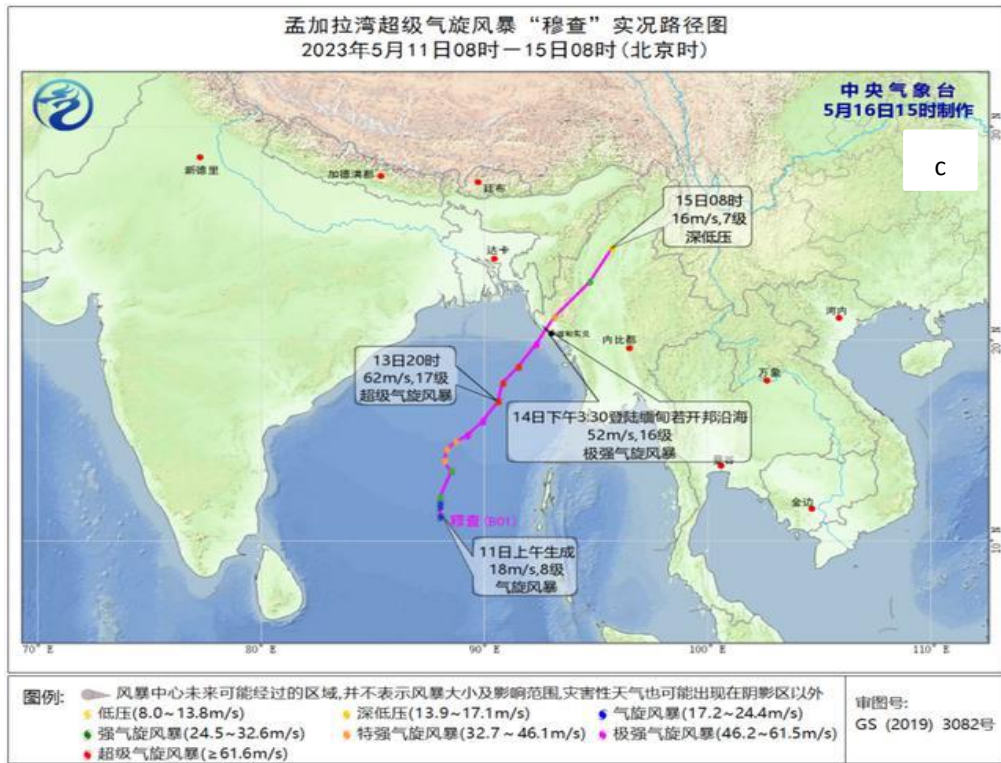 孟加拉湾超级气旋风暴“穆查”实况路径图
2023年5月11日08时－15日08时(北京时)
中央气象台
5月16日15时制作
c
新德里
加德满都
廷布
15日08时
16m/s,7级
深低压
达卡
河内
内比都
20° N
13日20时
62m/s,17级
超级气旋风暴
万象
14日下午3:30登陆缅甸若开邦沿海
52m/s,16级
极强气旋风暴
金边
穆查(B01)
10° N
11日上午生成
18m/s,8级
气旋风暴
70° E
80° E
90° E
100° E
110° E
图例:
风暴中心未来可能经过的区域,并不表示风暴大小及影响范围,灾害性天气也可能出现在阴影区以外
低压(8.0~13.8m/s)
深低压(13.9~17.1m/s)
气旋风暴(17.2~24.4m/s)
强气旋风暴(24.5~32.6m/s)
特强气旋风暴(32.7~46.1m/s)
极强气旋风暴(46.2~61.5m/s)
超级气旋风暴(≥61.6m/s)
审图号:
GS (2019) 3082号